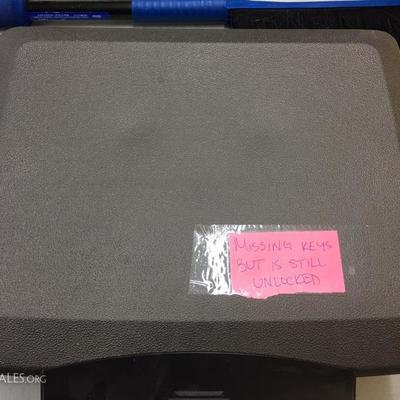 MISSING KEYS
BUT IS STILL
UNLOCKED
ALES.ORG